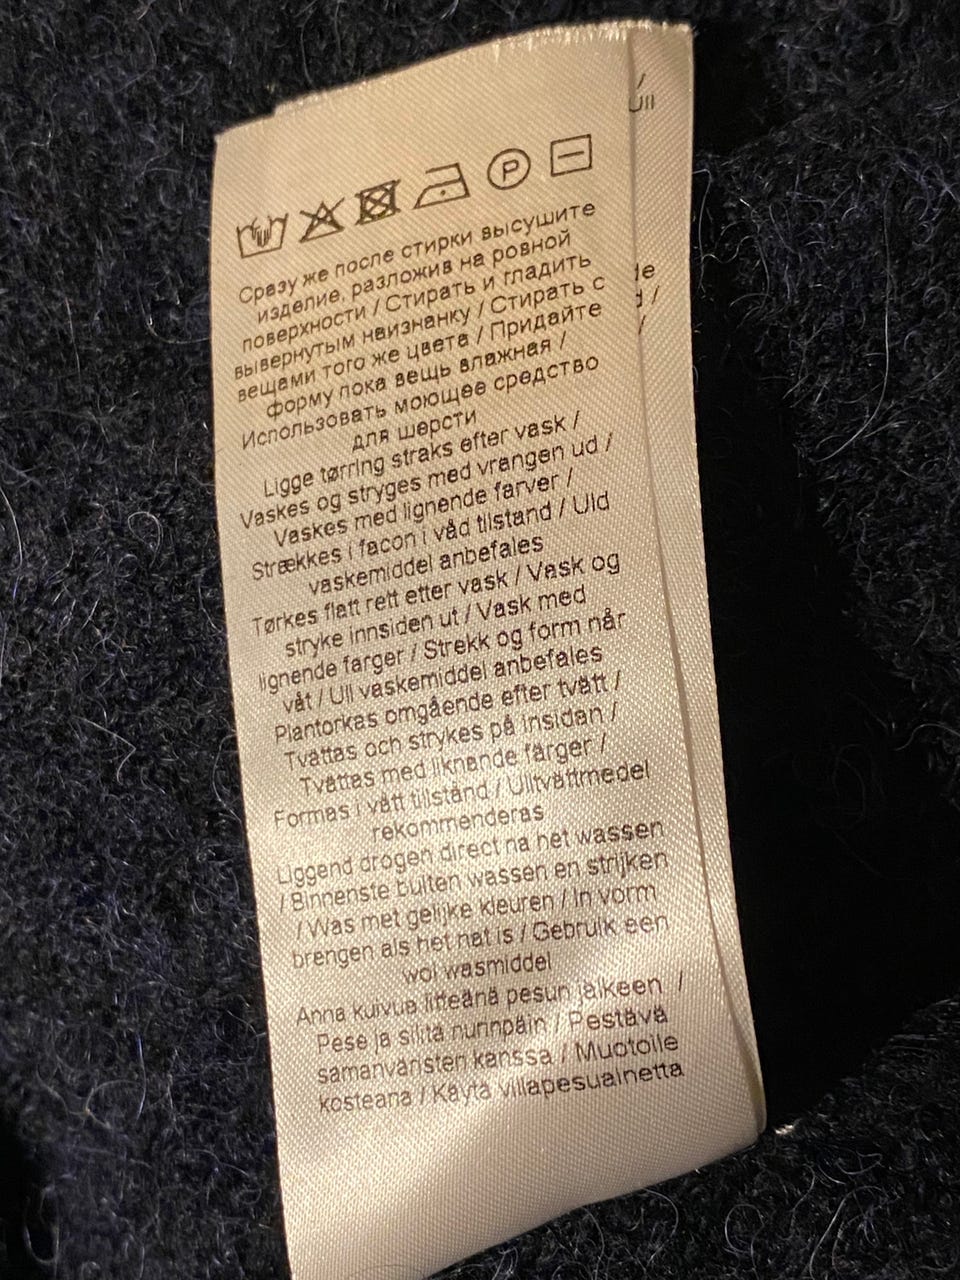 P
Сразу же после стирки высушите
изделие, разложив на ровной
поверхности / Стирать и гладить
вывернутым наизнанку / Стирать с
вещами того же цвета / Придайте
форму пока вещь влажная /
Использовать моющее средство
для шерсти
Ligge tørring straks efter vask /
Vaskes og stryges med vrangen ud /
Vaskes med lignende farver /
Strækkes i facon i våd tilstand / Uld
vaskemiddel anbefales
Tørkes flatt rett etter vask / Vask og
stryke innsiden ut / Vask med
lignende farger / Strekk og form når
våt / Ull vaskemiddel anbefales
Plantorkas omgående efter tvätt /
Tvättas och strykes på insidan /
Tvättas med liknande färger /
Formas i vått tillstånd / Ulltvättmedel
rekommenderas
Liggend drogen direct na het wassen
/ Binnenste buiten wassen en strijken
/ Was met gelijke kleuren / In vorm
brengen als het nat is / Gebruik een
wol wasmiddel
Anna kuivua litteänä pesun jälkeen /
Pese ja silitä nurinpäin / Pestävä
samanväristen kanssa / Muotoile
kosteana / Käytä villapesuainetta